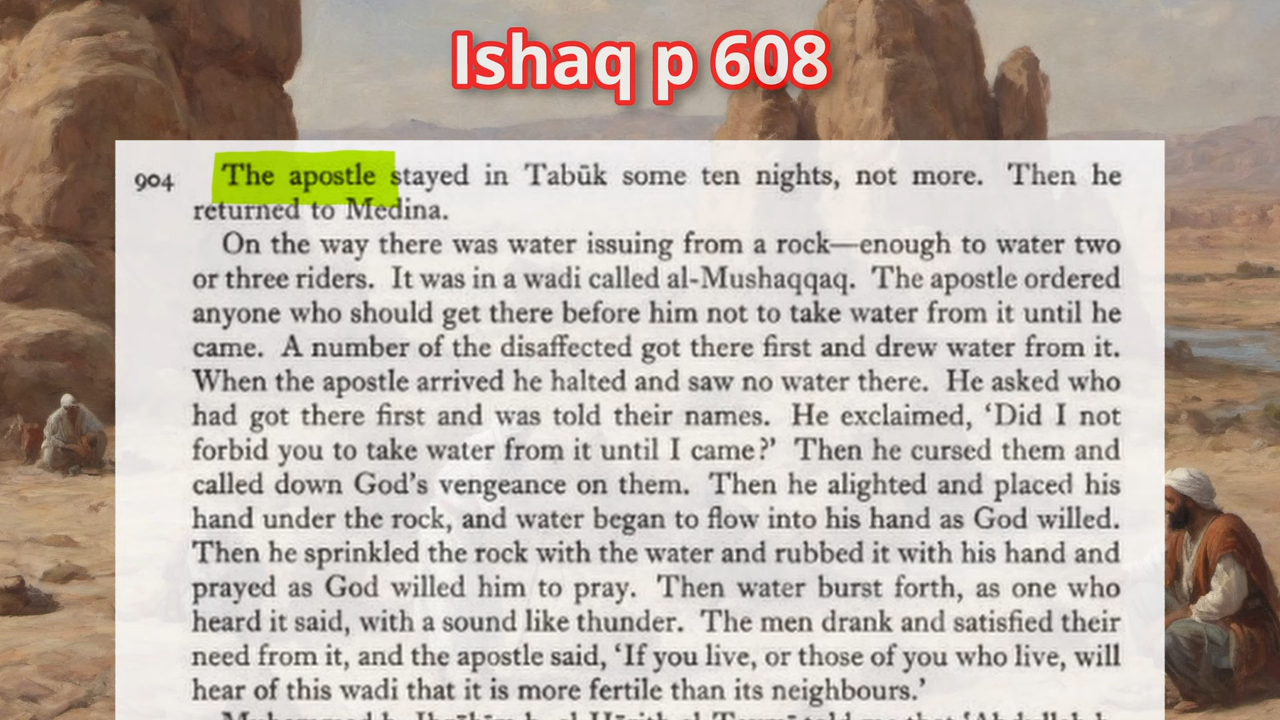 Ishaq p 608
904 The apostle stayed in Tabūk some ten nights, not more. Then he
returned to Medina.
On the way there was water issuing from a rock—enough to water two
or three riders. It was in a wadi called al-Mushaqqaq. The apostle ordered
anyone who should get there before him not to take water from it until he
came. A number of the disaffected got there first and drew water from it.
When the apostle arrived he halted and saw no water there. He asked who
had got there first and was told their names. He exclaimed, ‘Did I not
forbid you to take water from it until I came?’ Then he cursed them and
called down God’s vengeance on them. Then he alighted and placed his
hand under the rock, and water began to flow into his hand as God willed.
Then he sprinkled the rock with the water and rubbed it with his hand and
prayed as God willed him to pray. Then water burst forth, as one who
heard it said, with a sound like thunder. The men drank and satisfied their
need from it, and the apostle said, ‘If you live, or those of you who live, will
hear of this wadi that it is more fertile than its neighbours.’